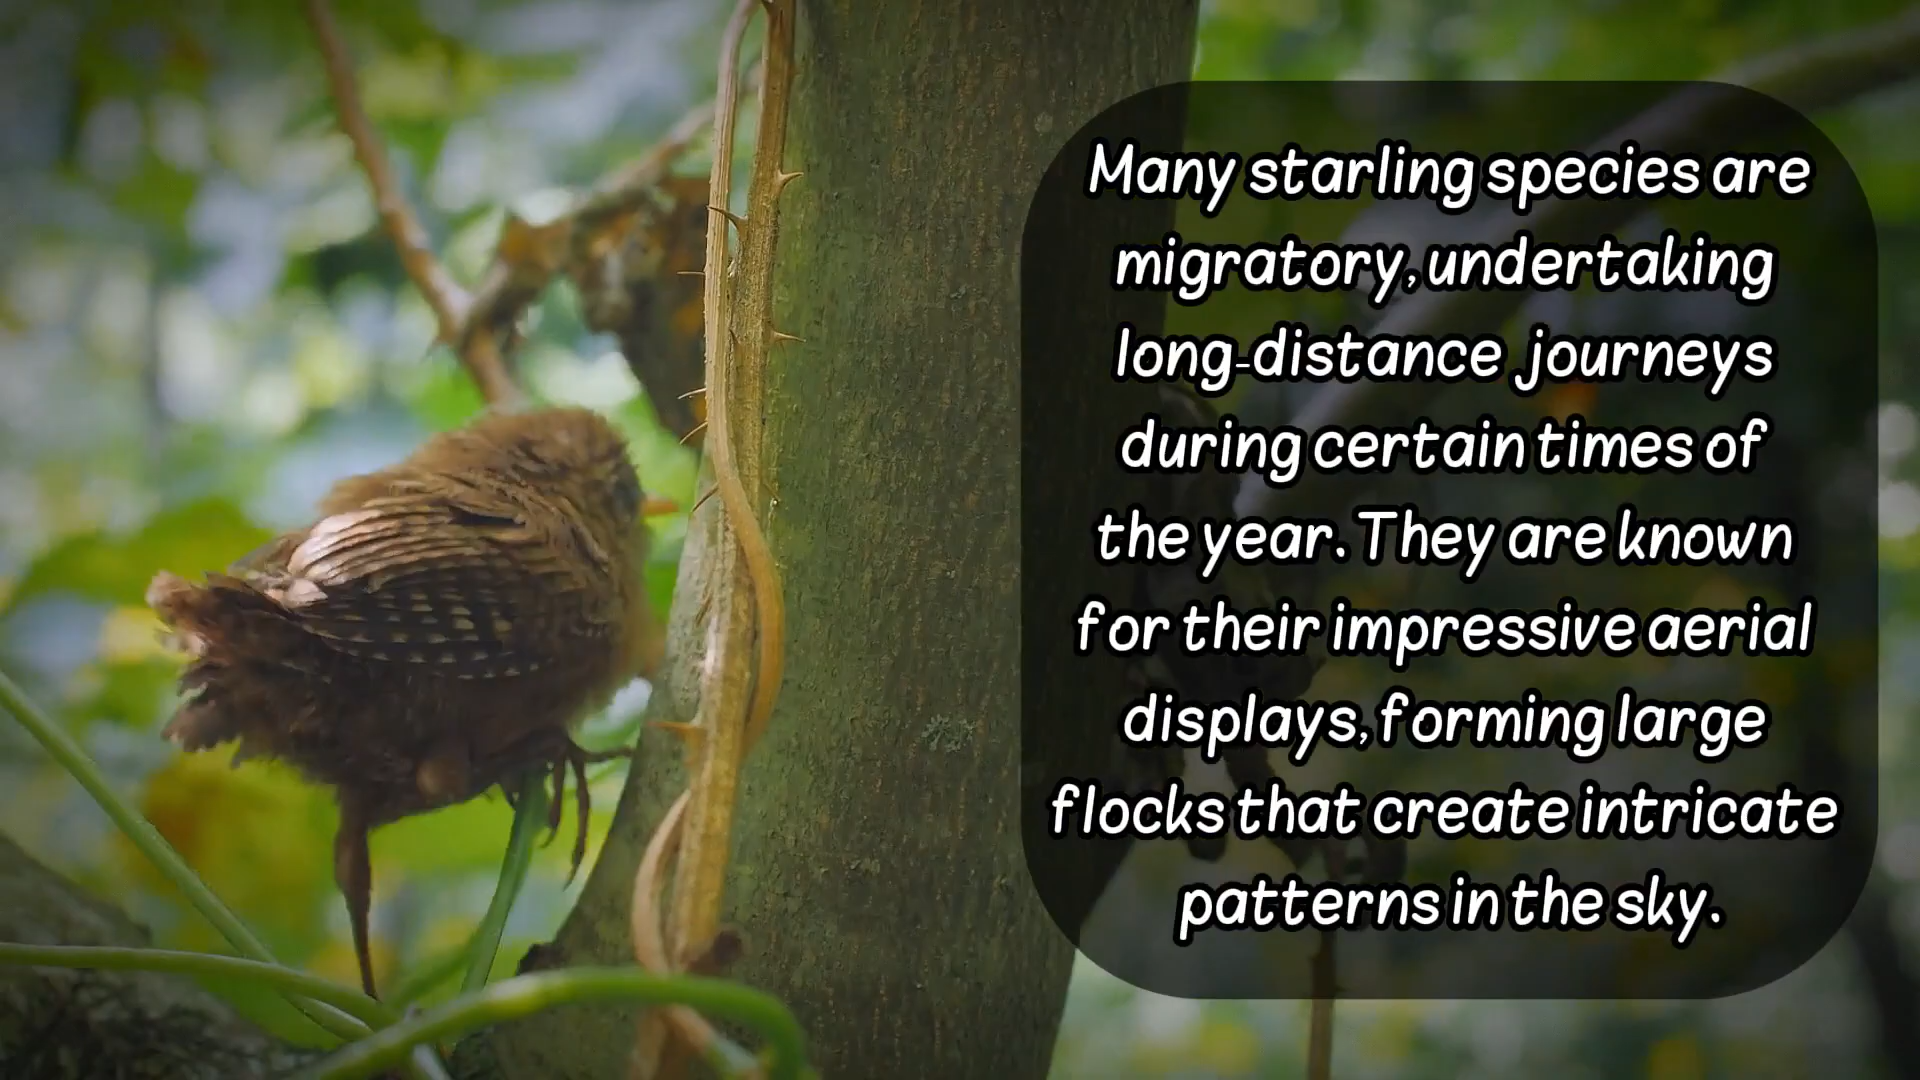 Many starling species are
migratory, undertaking
long-distance journeys
during certain times of
the year. They are known
for their impressive aerial
displays, forming large
flocks that create intricate
patterns in the sky.